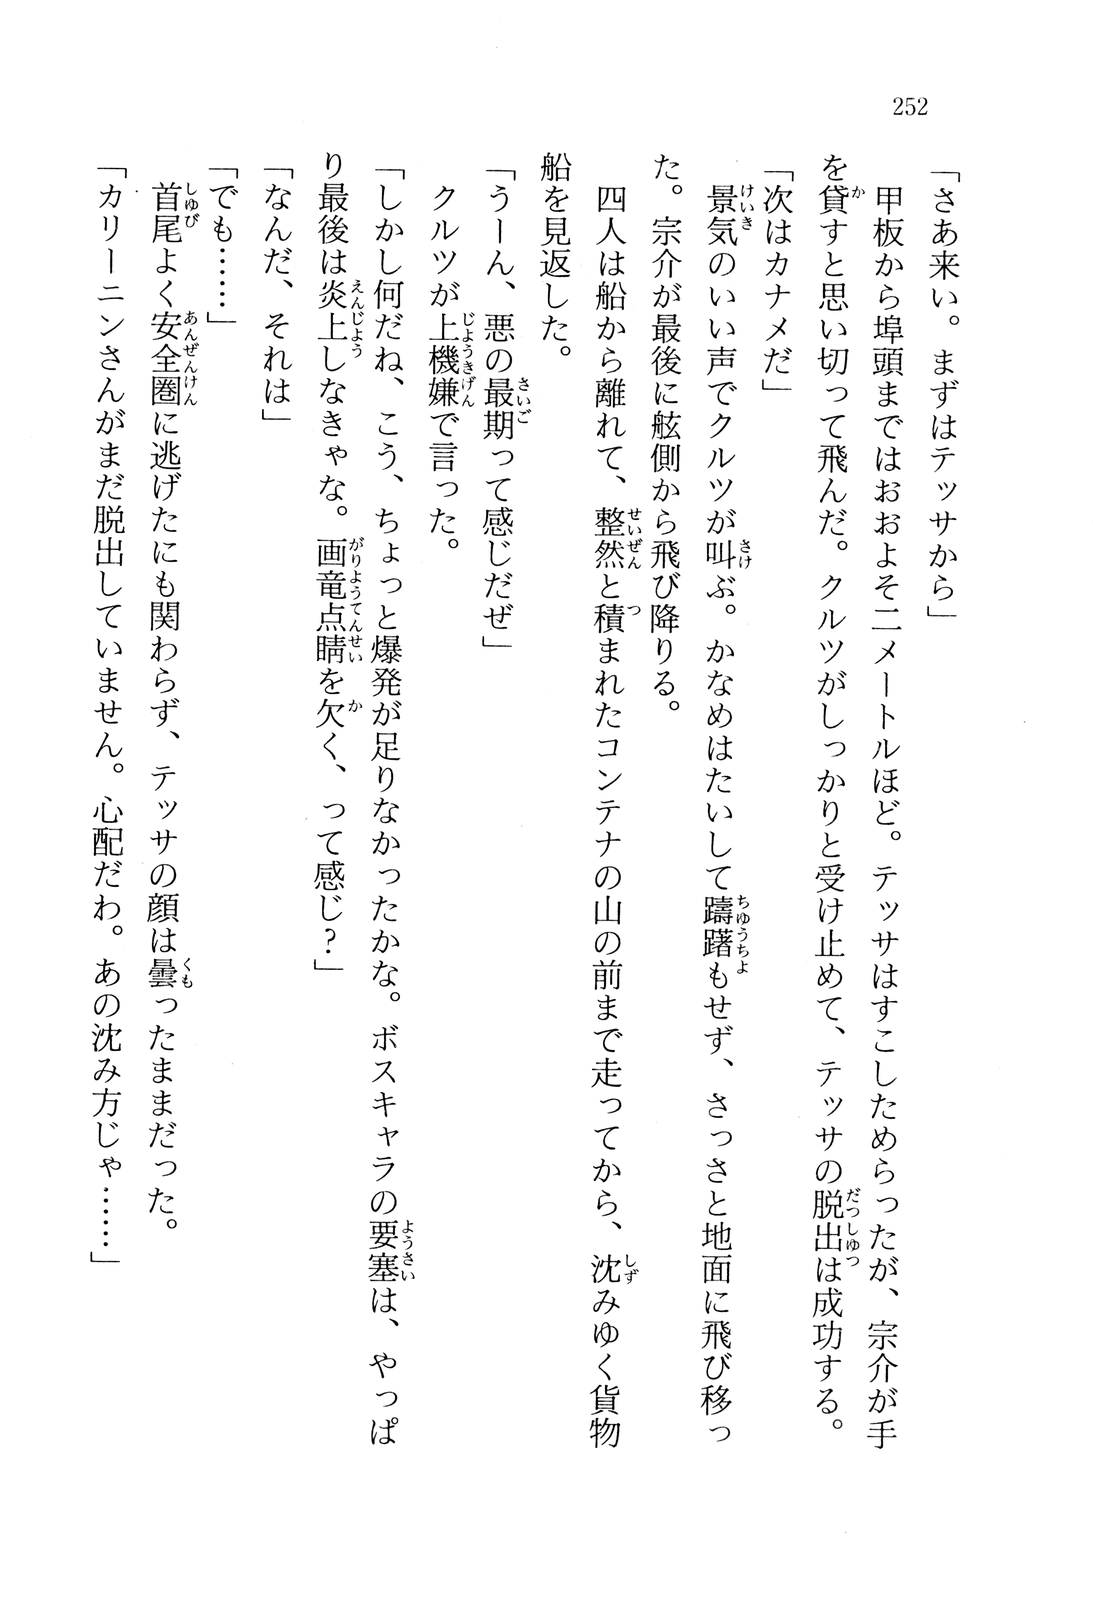 252
「さあ来い。まずはテッサから」
甲板から埠頭まではおおよそ二メートルほど。テッサはすこしためらったが、宗介が手
を貸すと思い切って飛んだ。クルツがしっかりと受け止めて、テッサの脱出は成功する。
「次はカナメだ」
景気のいい声でクルツが叫ぶ。かなめはたいして躊躇もせず、さっさと地面に飛び移っ
た。宗介が最後に舷側から飛び降りる。
四人は船から離れて、整然と積まれたコンテナの山の前まで走ってから、沈みゆく貨物
船を見返した。
「うーん、悪の最期って感じだぜ」
クルツが上機嫌で言った。
「しかし何だね、こう、ちょっと爆発が足りなかったかな。ボスキャラの要塞は、やっぱ
り最後は炎上しなきゃな。画竜点睛を欠く、って感じ？」
「なんだ、それは」
「でも……」
首尾よく安全圏に逃げたにも関わらず、テッサの顔は曇ったままだった。
「カリーニンさんがまだ脱出していません。心配だわ。あの沈み方じゃ……」